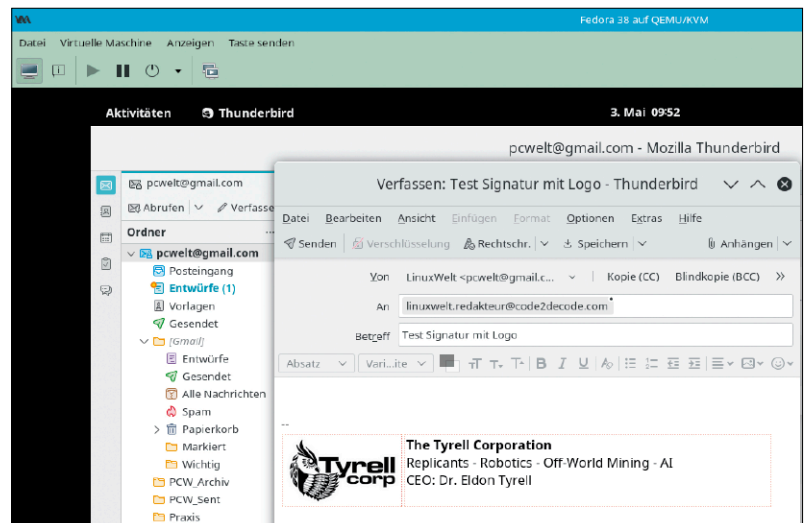 Fedora 38 auf QEMU/KVM
Datei Virtuelle Maschine Anzeigen Taste senden
Aktivitäten Thunderbird 3. Mai 09:52
pcwelt@gmail.com - Mozilla Thunderbird
pcwelt@gmail.com
Abrufen Verfasse
Ordner
pcwelt@gmail.com
Posteingang
Entwürfe (1)
Vorlagen
Gesendet
[Gmail]
Entwürfe
Gesendet
Alle Nachrichten
Spam
Papierkorb
Markiert
Wichtig
PCW_Archiv
PCW_Sent
Praxis
Verfassen: Test Signatur mit Logo - Thunderbird
Datei Bearbeiten Ansicht Einfügen Format Optionen Extras Hilfe
Senden Verschlüsselung Rechtschr. Speichern Anhängen
Von LinuxWelt <pcwelt@gmail.c... Kopie (CC) Blindkopie (BCC)
An linuxwelt.redakteur@code2decode.com
Betreff Test Signatur mit Logo
Absatz Vari...ite
--
Tyrell
corp
The Tyrell Corporation
Replicants - Robotics - Off-World Mining - AI
CEO: Dr. Eldon Tyrell